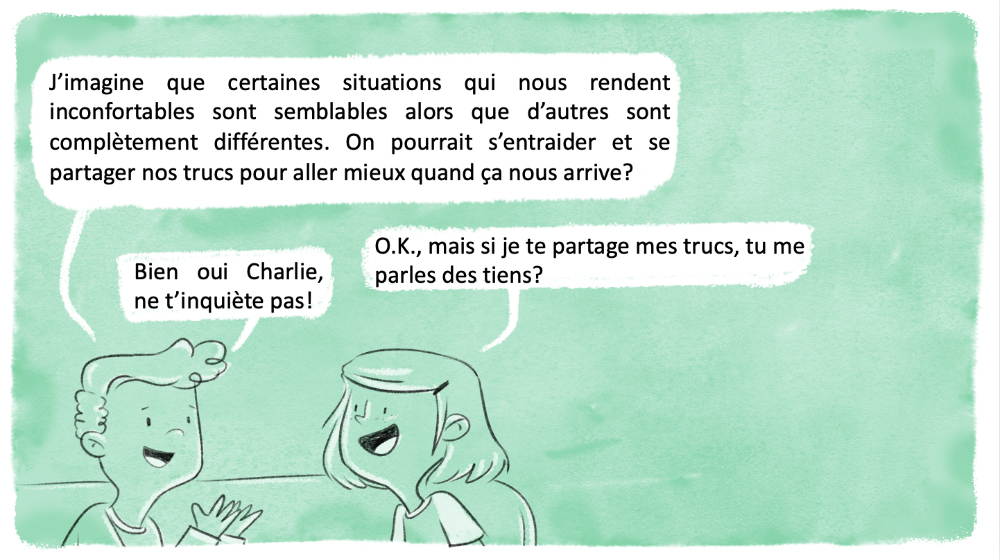 J’imagine que certaines situations qui nous rendent
inconfortables sont semblables alors que d’autres sont
complètement différentes. On pourrait s’entraider et se
partager nos trucs pour aller mieux quand ça nous arrive?
O.K., mais si je te partage mes trucs, tu me
parles des tiens?
Bien oui Charlie,
ne t’inquiète pas!